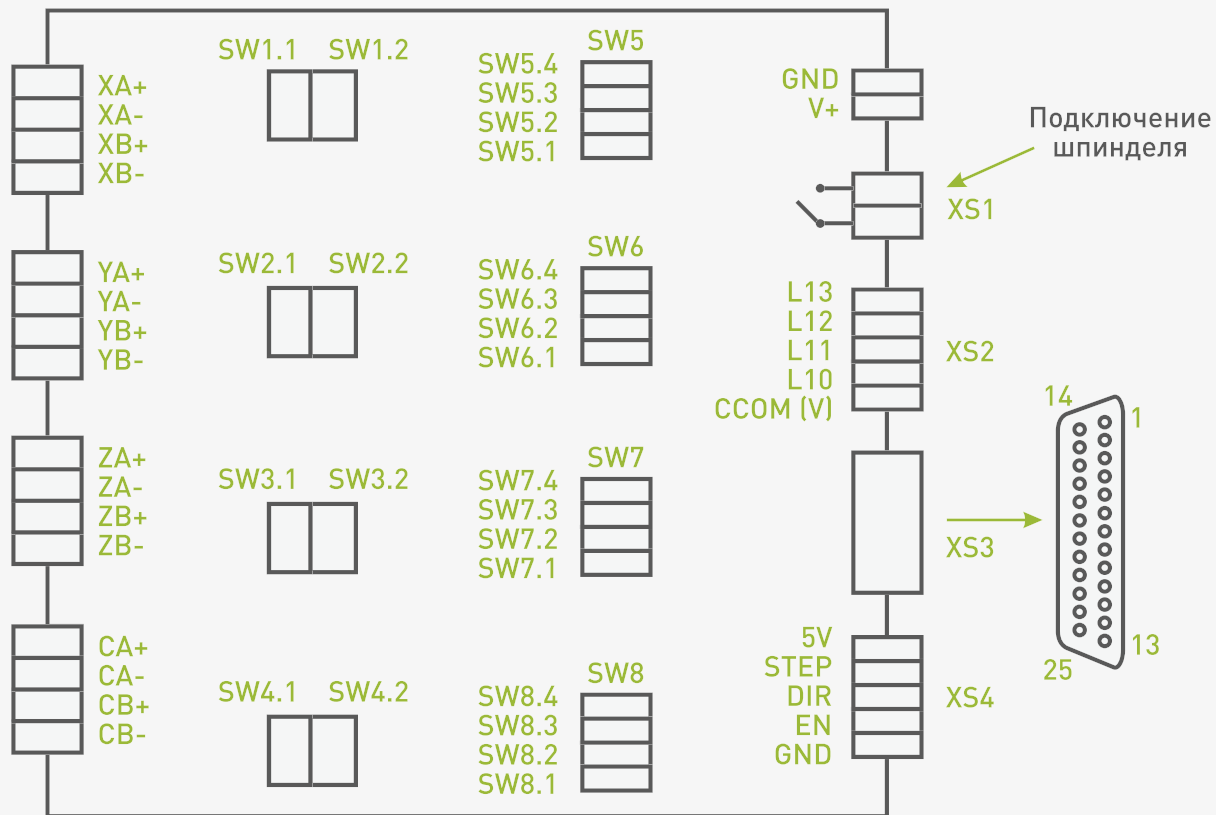 SW1.1 SW1.2
SW5
XA+
XA-
XB+
XB-
SW5.4
SW5.3
SW5.2
SW5.1
GND
V+
Подключение
шпинделя
XS1
SW2.1 SW2.2
SW6
YA+
YA-
YB+
YB-
SW6.4
SW6.3
SW6.2
SW6.1
L13
L12
L11
L10
CCOM (V)
XS2
14
1
ZA+
ZA-
ZB+
ZB-
SW3.1 SW3.2
SW7
SW7.4
SW7.3
SW7.2
SW7.1
XS3
13
25
CA+
CA-
CB+
CB-
SW4.1 SW4.2
SW8
SW8.4
SW8.3
SW8.2
SW8.1
5V
STEP
DIR
EN
GND
XS4